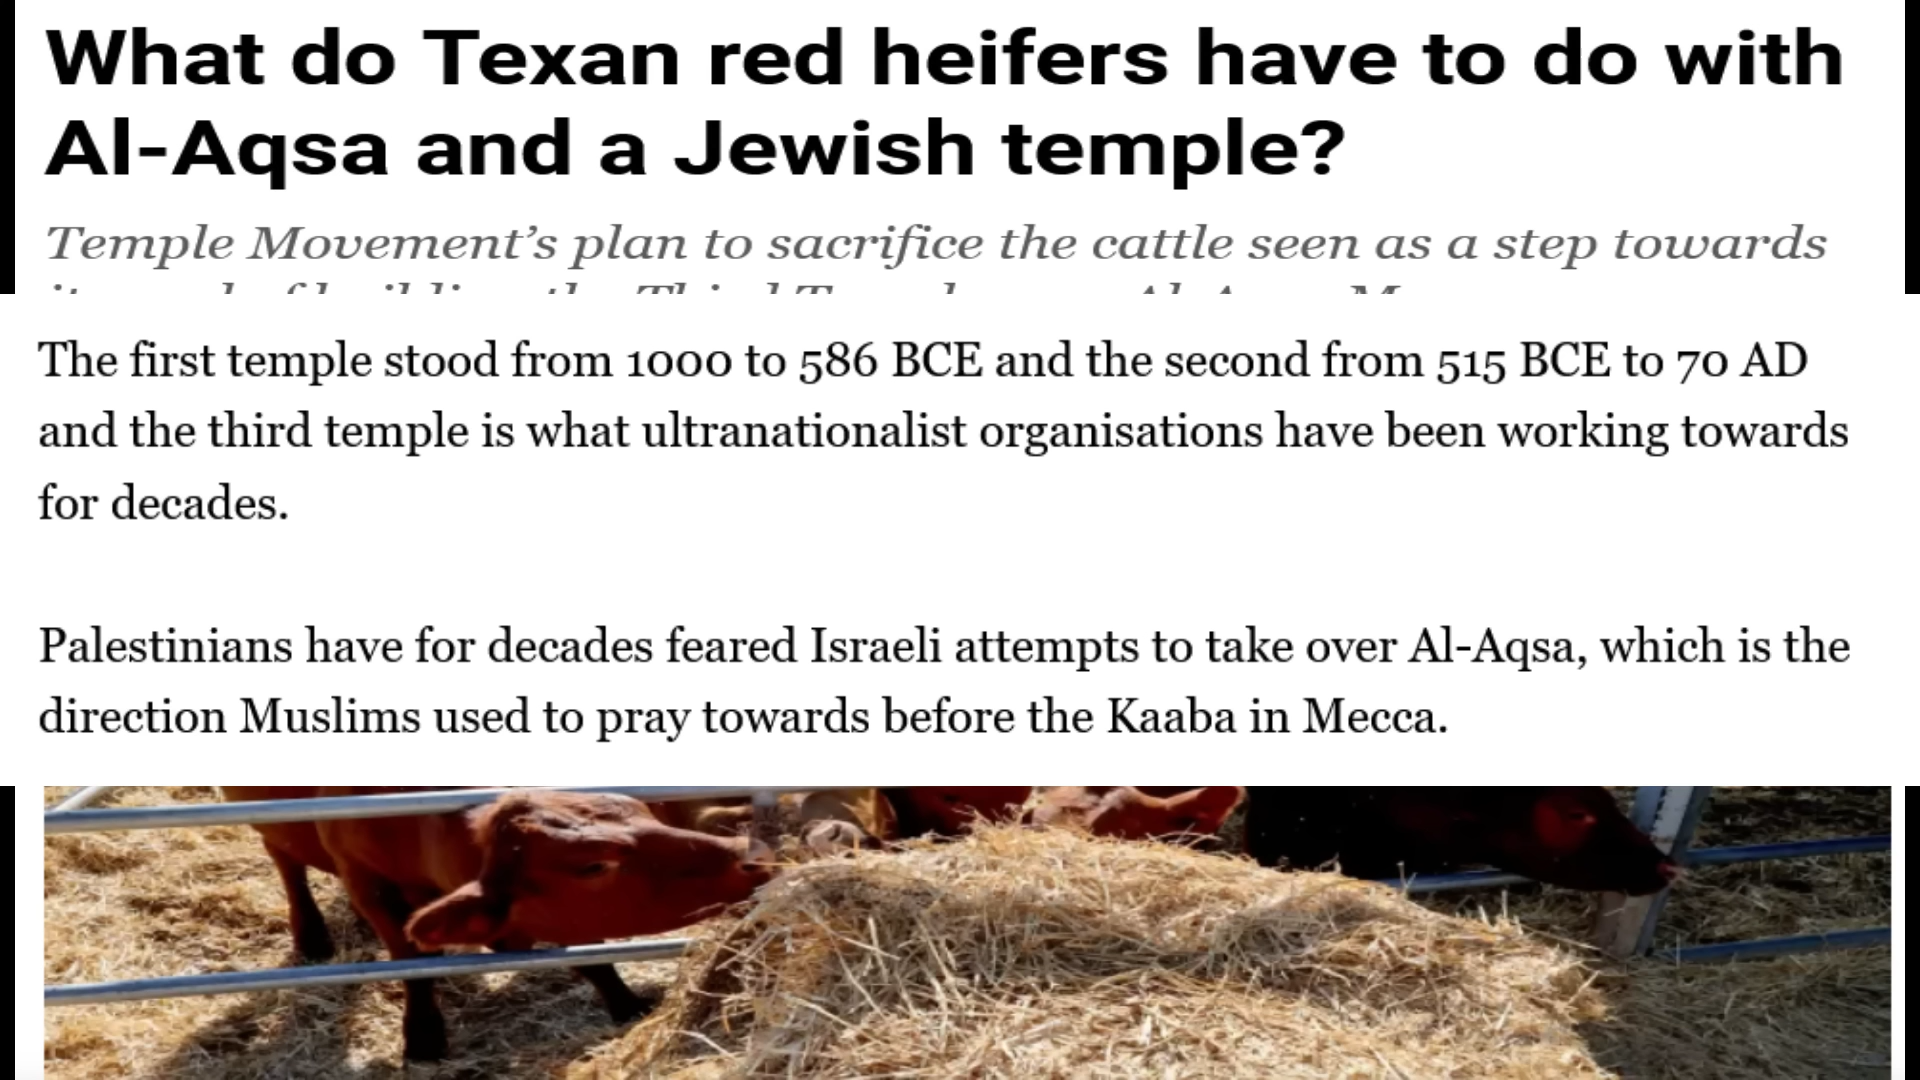 What do Texan red heifers have to do with
Al-Aqsa and a Jewish temple?
Temple Movement’s plan to sacrifice the cattle seen as a step towards
The first temple stood from 1000 to 586 BCE and the second from 515 BCE to 70 AD
and the third temple is what ultranationalist organisations have been working towards
for decades.
Palestinians have for decades feared Israeli attempts to take over Al-Aqsa, which is the
direction Muslims used to pray towards before the Kaaba in Mecca.